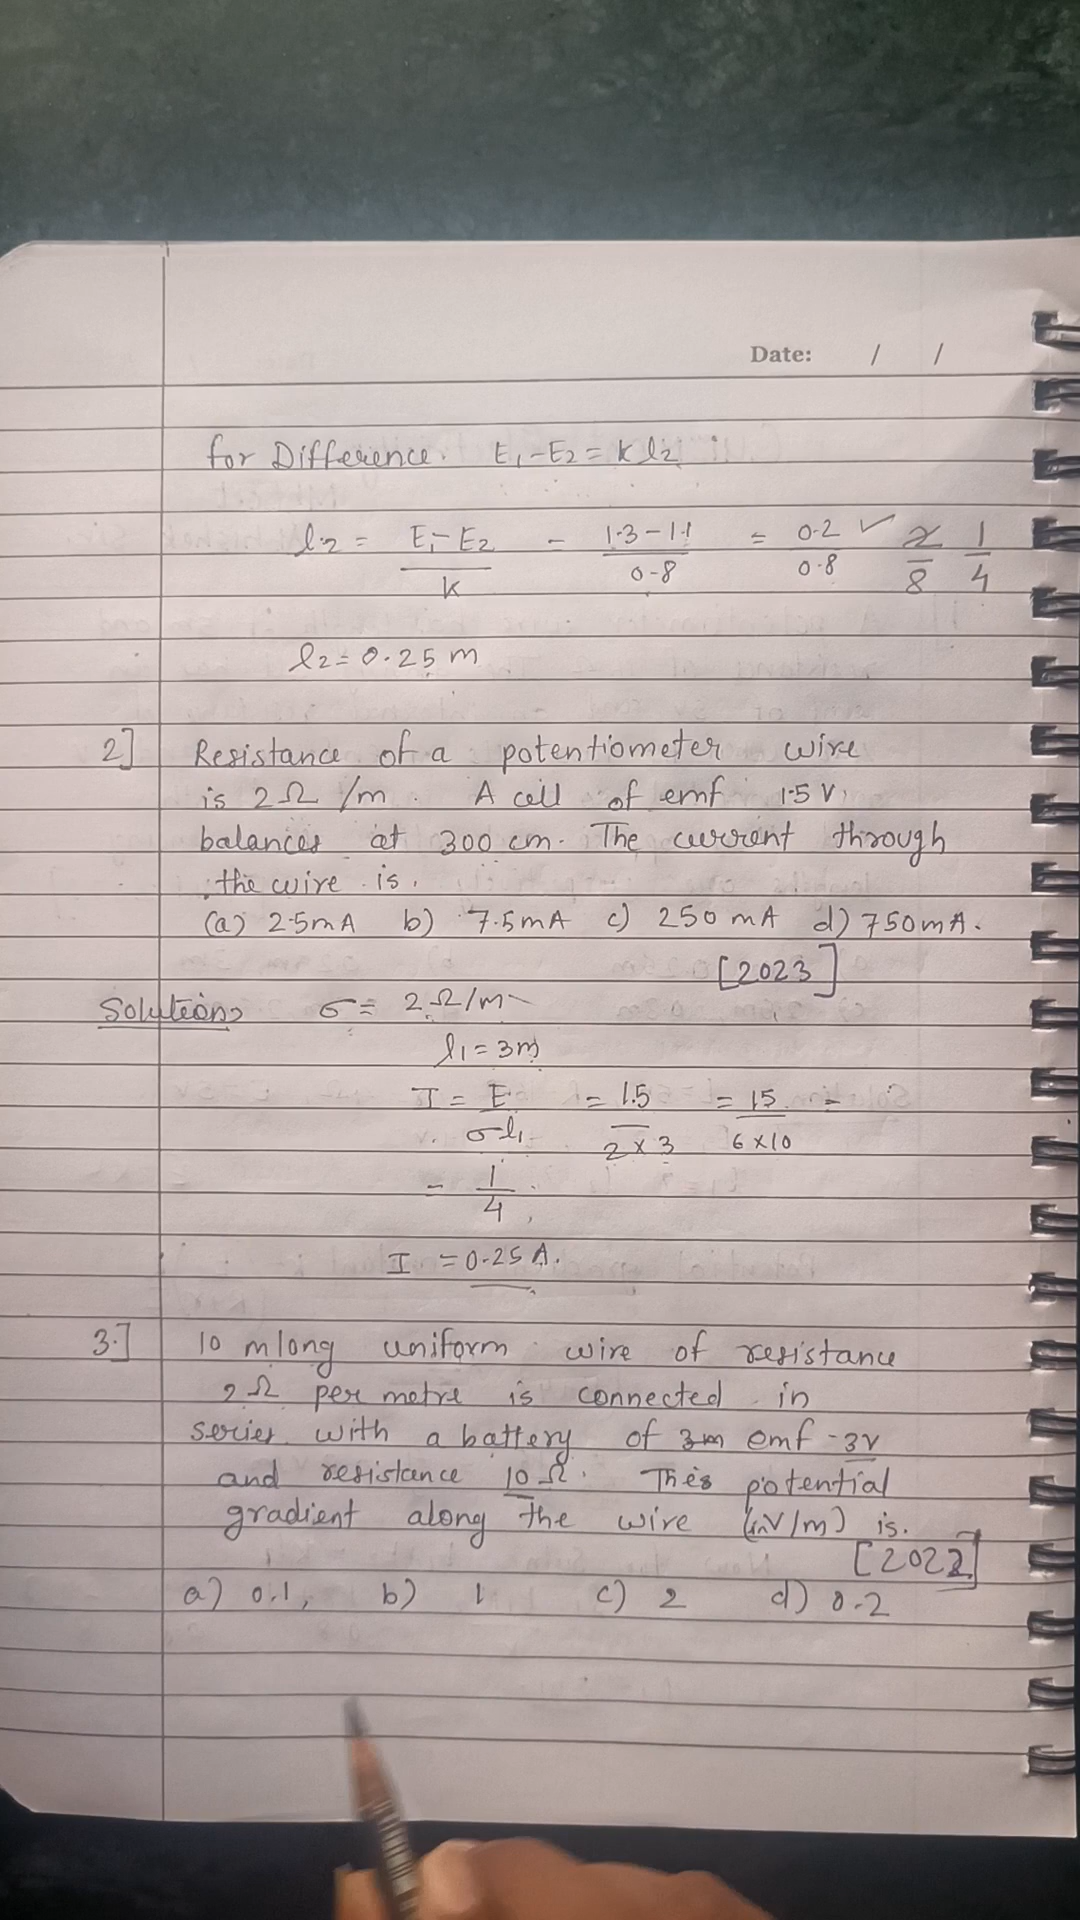 Date: / /
for Difference. E₁-E₂ = k l₂
l₂ = E₁-E₂/k = 1.3-1.1/0.8 = 0.2/0.8 ✓ 2/8 1/4
l₂ = 0.25 m
2] Resistance of a potentiometer wire
is 2Ω /m. A cell of emf 1.5 V,
balances at 300 cm. The current through
the wire is.
(a) 2.5mA b) 7.5mA c) 250 mA d) 750mA.
[2023]
Solution σ = 2Ω/m
l₁ = 3m
I = E/σl₁ = 1.5/2×3 = 15/6×10 =
= 1/4
I = 0.25 A.
3.] 10 m long uniform wire of resistance
2Ω per metre is connected in
series with a battery of 3m emf -3V
and resistance 10Ω. This potential
gradient along the wire (inV/m) is.
[2022]
a) 0.1, b) 1 c) 2 d) 0.2